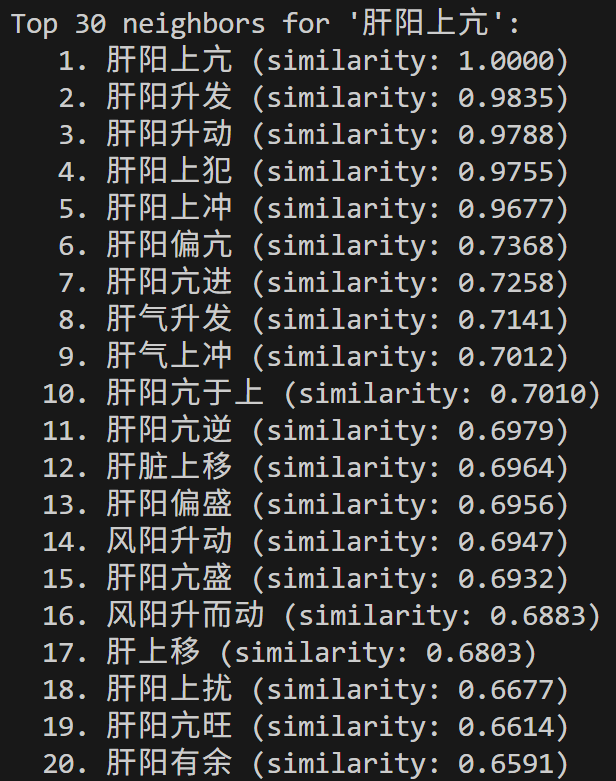 Top 30 neighbors for '肝阳上亢':
1. 肝阳上亢 (similarity: 1.0000)
2. 肝阳升发 (similarity: 0.9835)
3. 肝阳升动 (similarity: 0.9788)
4. 肝阳上犯 (similarity: 0.9755)
5. 肝阳上冲 (similarity: 0.9677)
6. 肝阳偏亢 (similarity: 0.7368)
7. 肝阳亢进 (similarity: 0.7258)
8. 肝气升发 (similarity: 0.7141)
9. 肝气上冲 (similarity: 0.7012)
10. 肝阳亢于上 (similarity: 0.7010)
11. 肝阳亢逆 (similarity: 0.6979)
12. 肝脏上移 (similarity: 0.6964)
13. 肝阳偏盛 (similarity: 0.6956)
14. 风阳升动 (similarity: 0.6947)
15. 肝阳亢盛 (similarity: 0.6932)
16. 风阳升而动 (similarity: 0.6883)
17. 肝上移 (similarity: 0.6803)
18. 肝阳上扰 (similarity: 0.6677)
19. 肝阳亢旺 (similarity: 0.6614)
20. 肝阳有余 (similarity: 0.6591)